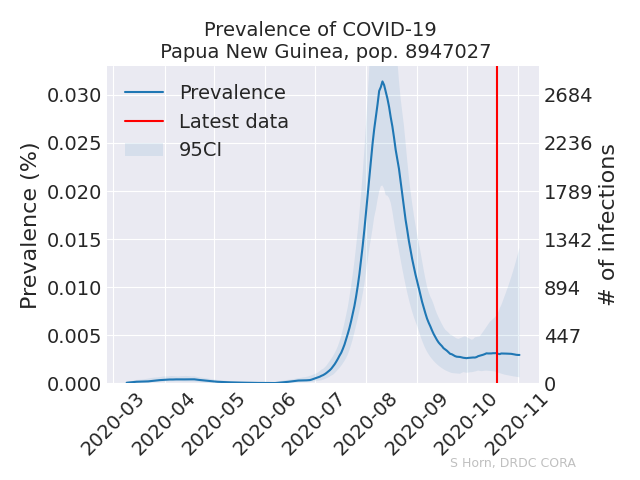 Prevalence of COVID-19
Papua New Guinea, pop. 8947027
Prevalence
Latest data
95CI
Prevalence (%)
0.030
0.025
0.020
0.015
0.010
0.005
0.000
2684
2236
1789
1342
894
447
0
# of infections
2020-03
2020-04
2020-05
2020-06
2020-07
2020-08
2020-09
2020-10
2020-11
S Horn, DRDC CORA